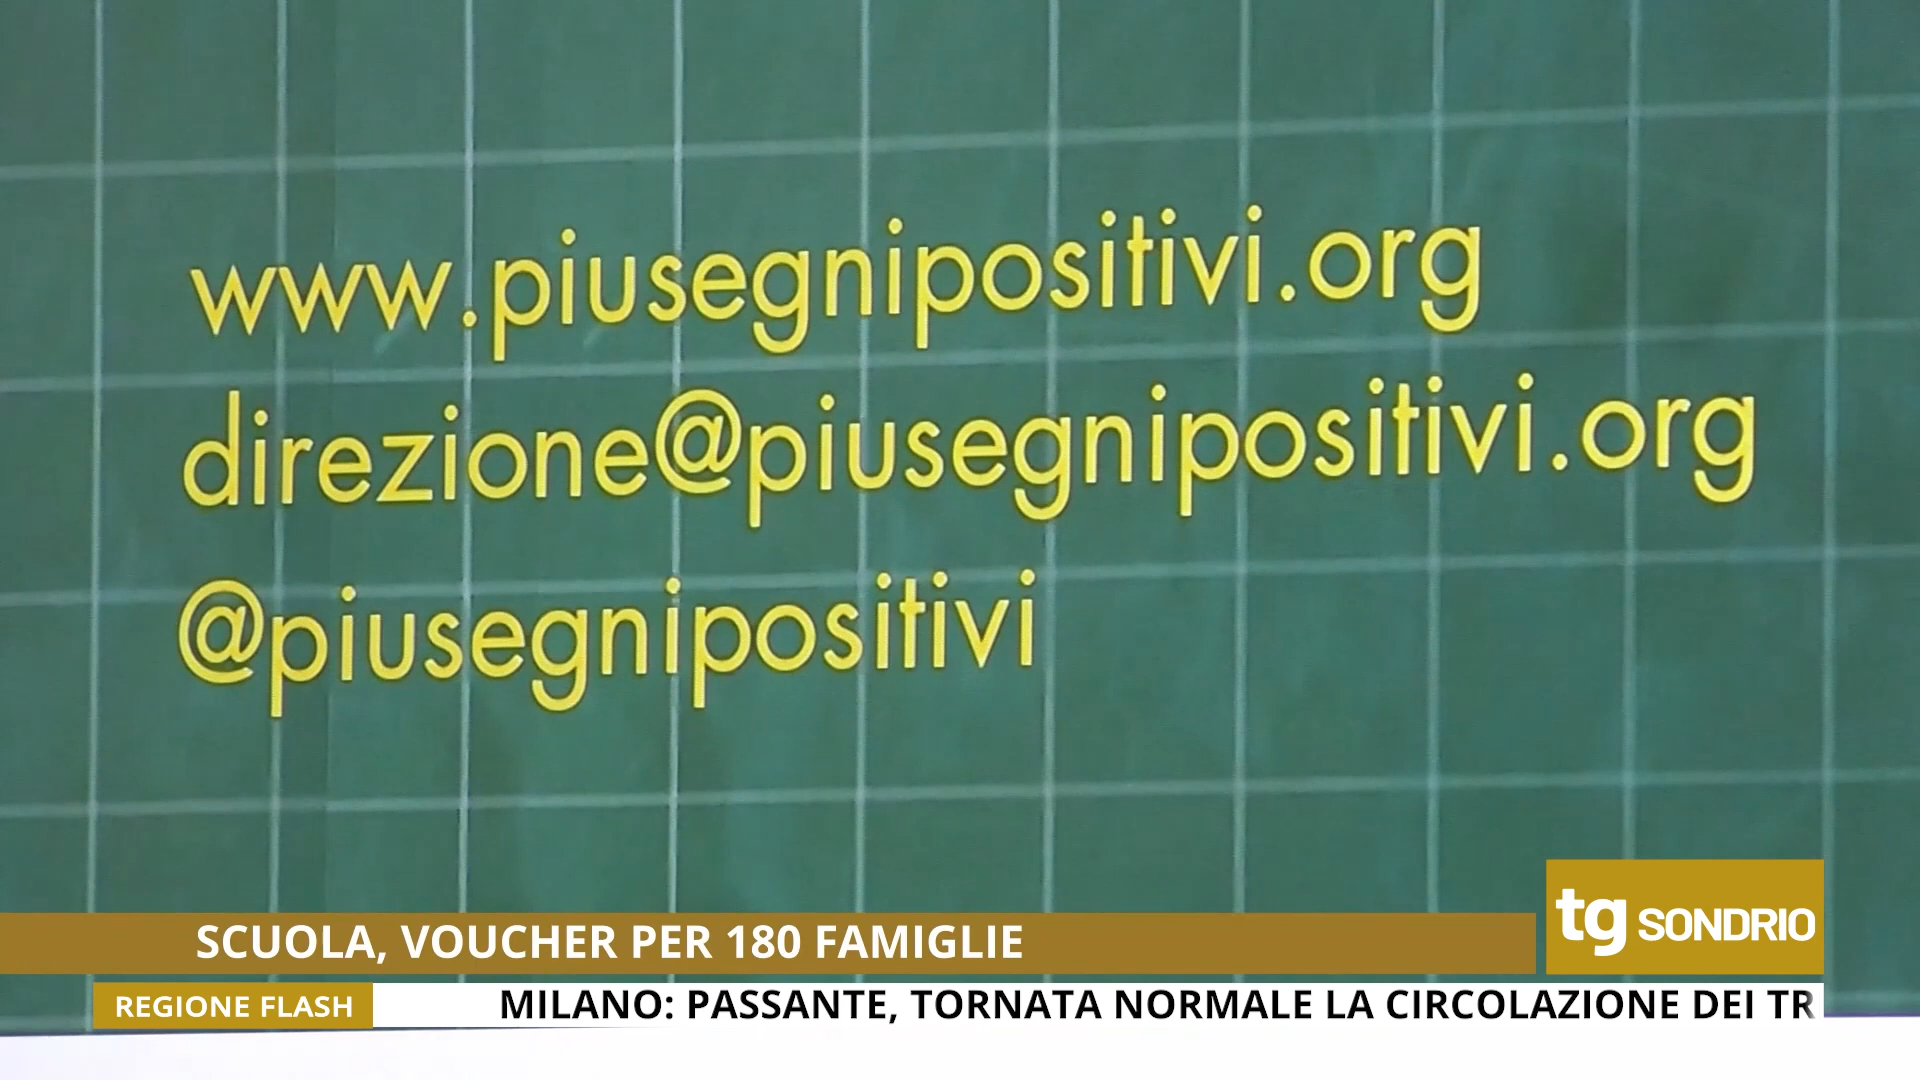 www.piusegnipositivi.org
direzione@piusegnipositivi.org
@piusegnipositivi
SCUOLA, VOUCHER PER 180 FAMIGLIE
tg SONDRIO
REGIONE FLASH
MILANO: PASSANTE, TORNATA NORMALE LA CIRCOLAZIONE DEI TR